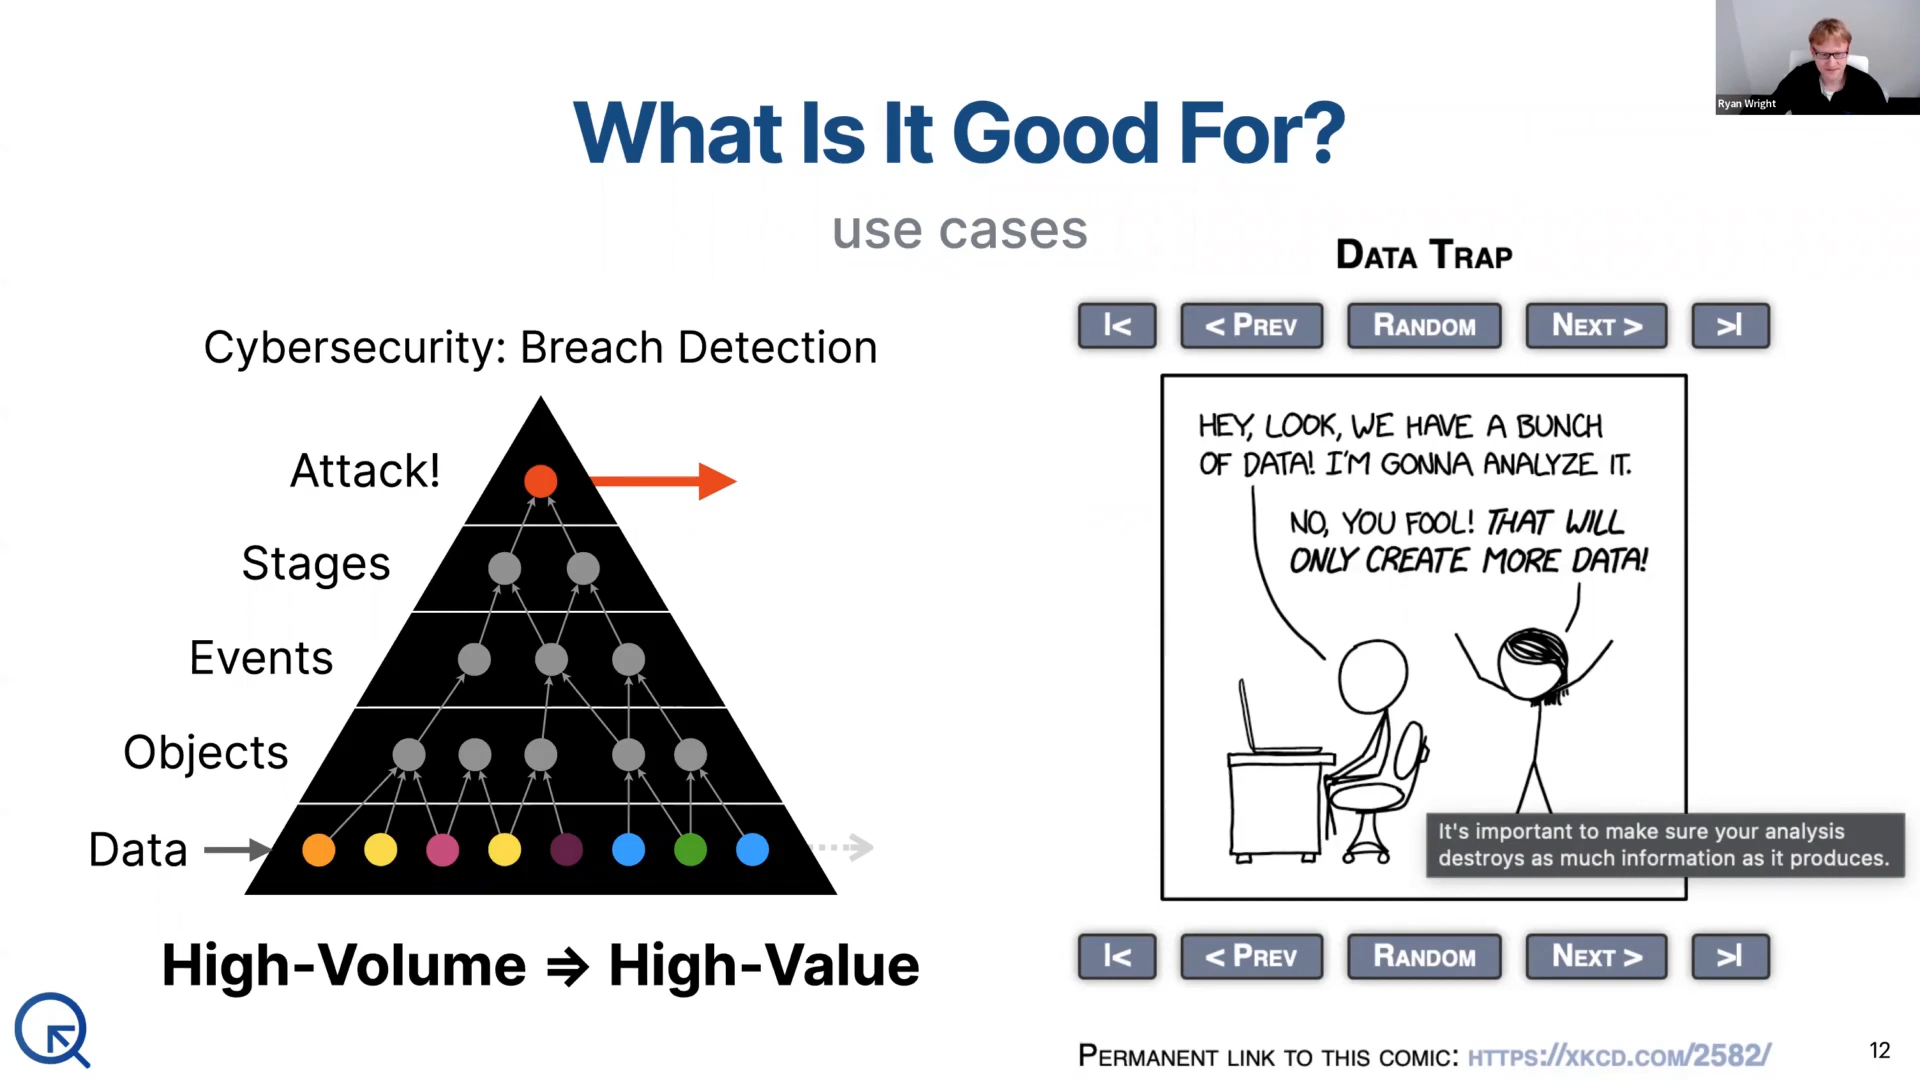 Ryan Wright
What Is It Good For?
use cases
Cybersecurity: Breach Detection
Attack!
Stages
Events
Objects
Data
High-Volume ⇒ High-Value
DATA TRAP
|<
< PREV
RANDOM
NEXT >
>|
HEY, LOOK, WE HAVE A BUNCH
OF DATA! I'M GONNA ANALYZE IT.
NO, YOU FOOL! THAT WILL
ONLY CREATE MORE DATA!
It's important to make sure your analysis
destroys as much information as it produces.
|<
< PREV
RANDOM
NEXT >
>|
PERMANENT LINK TO THIS COMIC: HTTPS://XKCD.COM/2582/
12